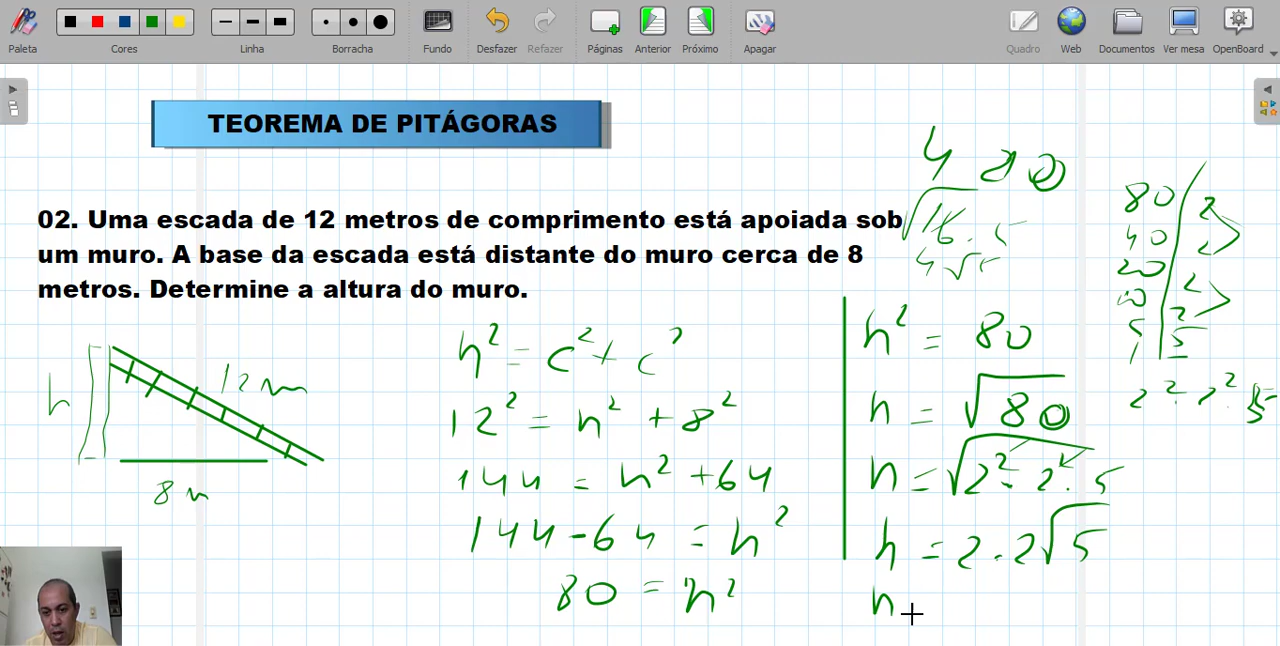 Paleta
Cores
Linha
Borracha
Fundo
Desfazer
Refazer
Páginas
Anterior
Próximo
Apagar
Quadro
Web
Documentos
Ver mesa
OpenBoard
TEOREMA DE PITÁGORAS
02. Uma escada de 12 metros de comprimento está apoiada sob
um muro. A base da escada está distante do muro cerca de 8
metros. Determine a altura do muro.
h
12 m
8 m
h² = c² + c²
12² = h² + 8²
144 = h² + 64
144 - 64 = h²
80 = h²
√16 . 5
4√5
h² = 80
h = √80
h = √2² . 2² . 5
h = 2 . 2√5
h
80 2
40 2
20 2
10 2
5 5
1
2² . 2² . 5